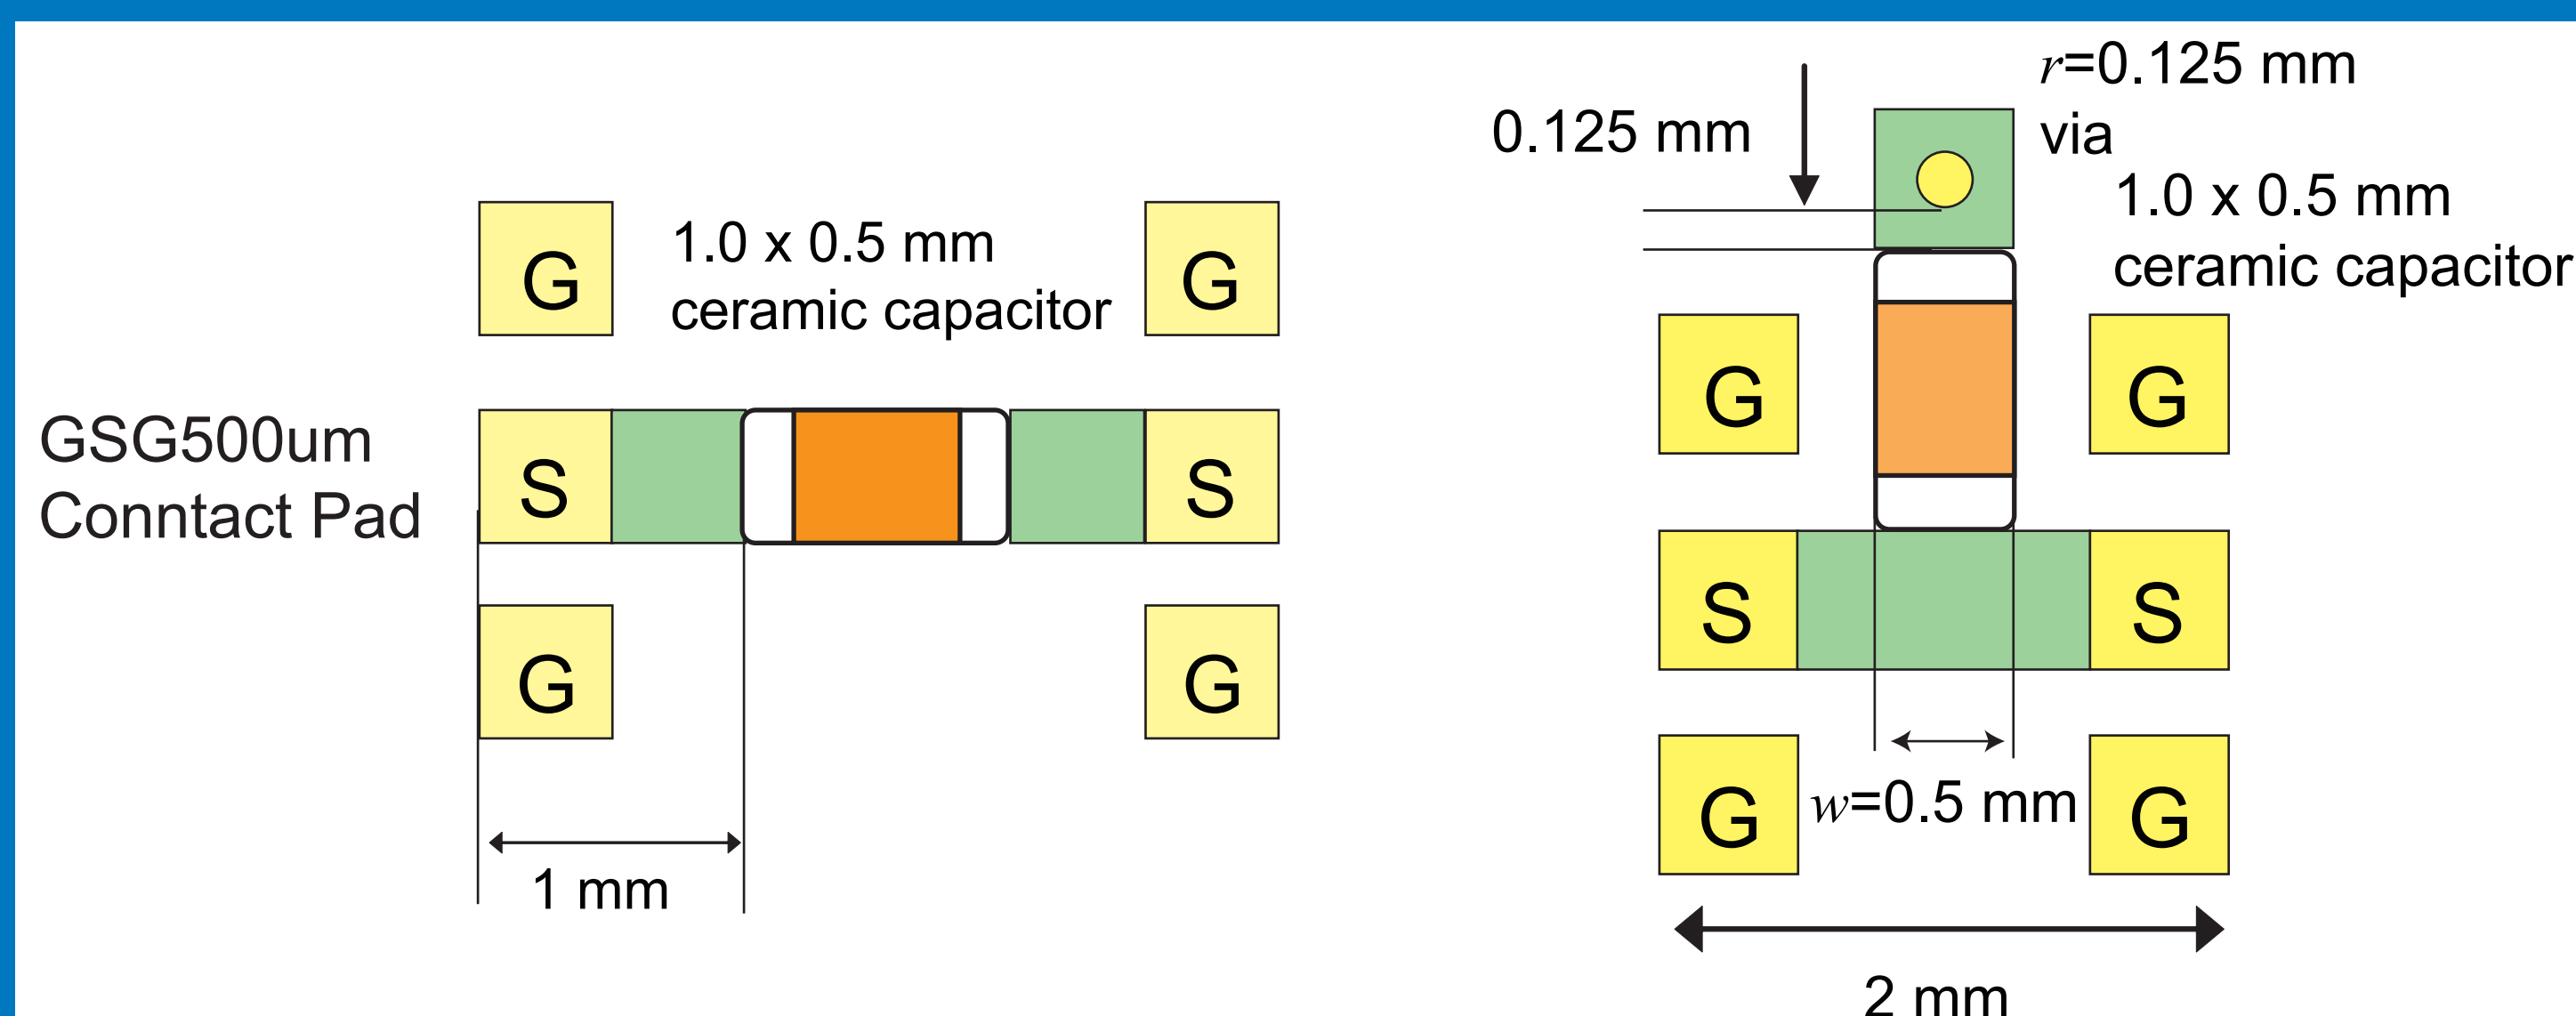 G
1.0 x 0.5 mm
ceramic capacitor
G
GSG500um
Conntact Pad
S
S
G
G
1 mm
r=0.125 mm
via
0.125 mm
1.0 x 0.5 mm
ceramic capacitor
G
G
S
S
G
w=0.5 mm
G
2 mm